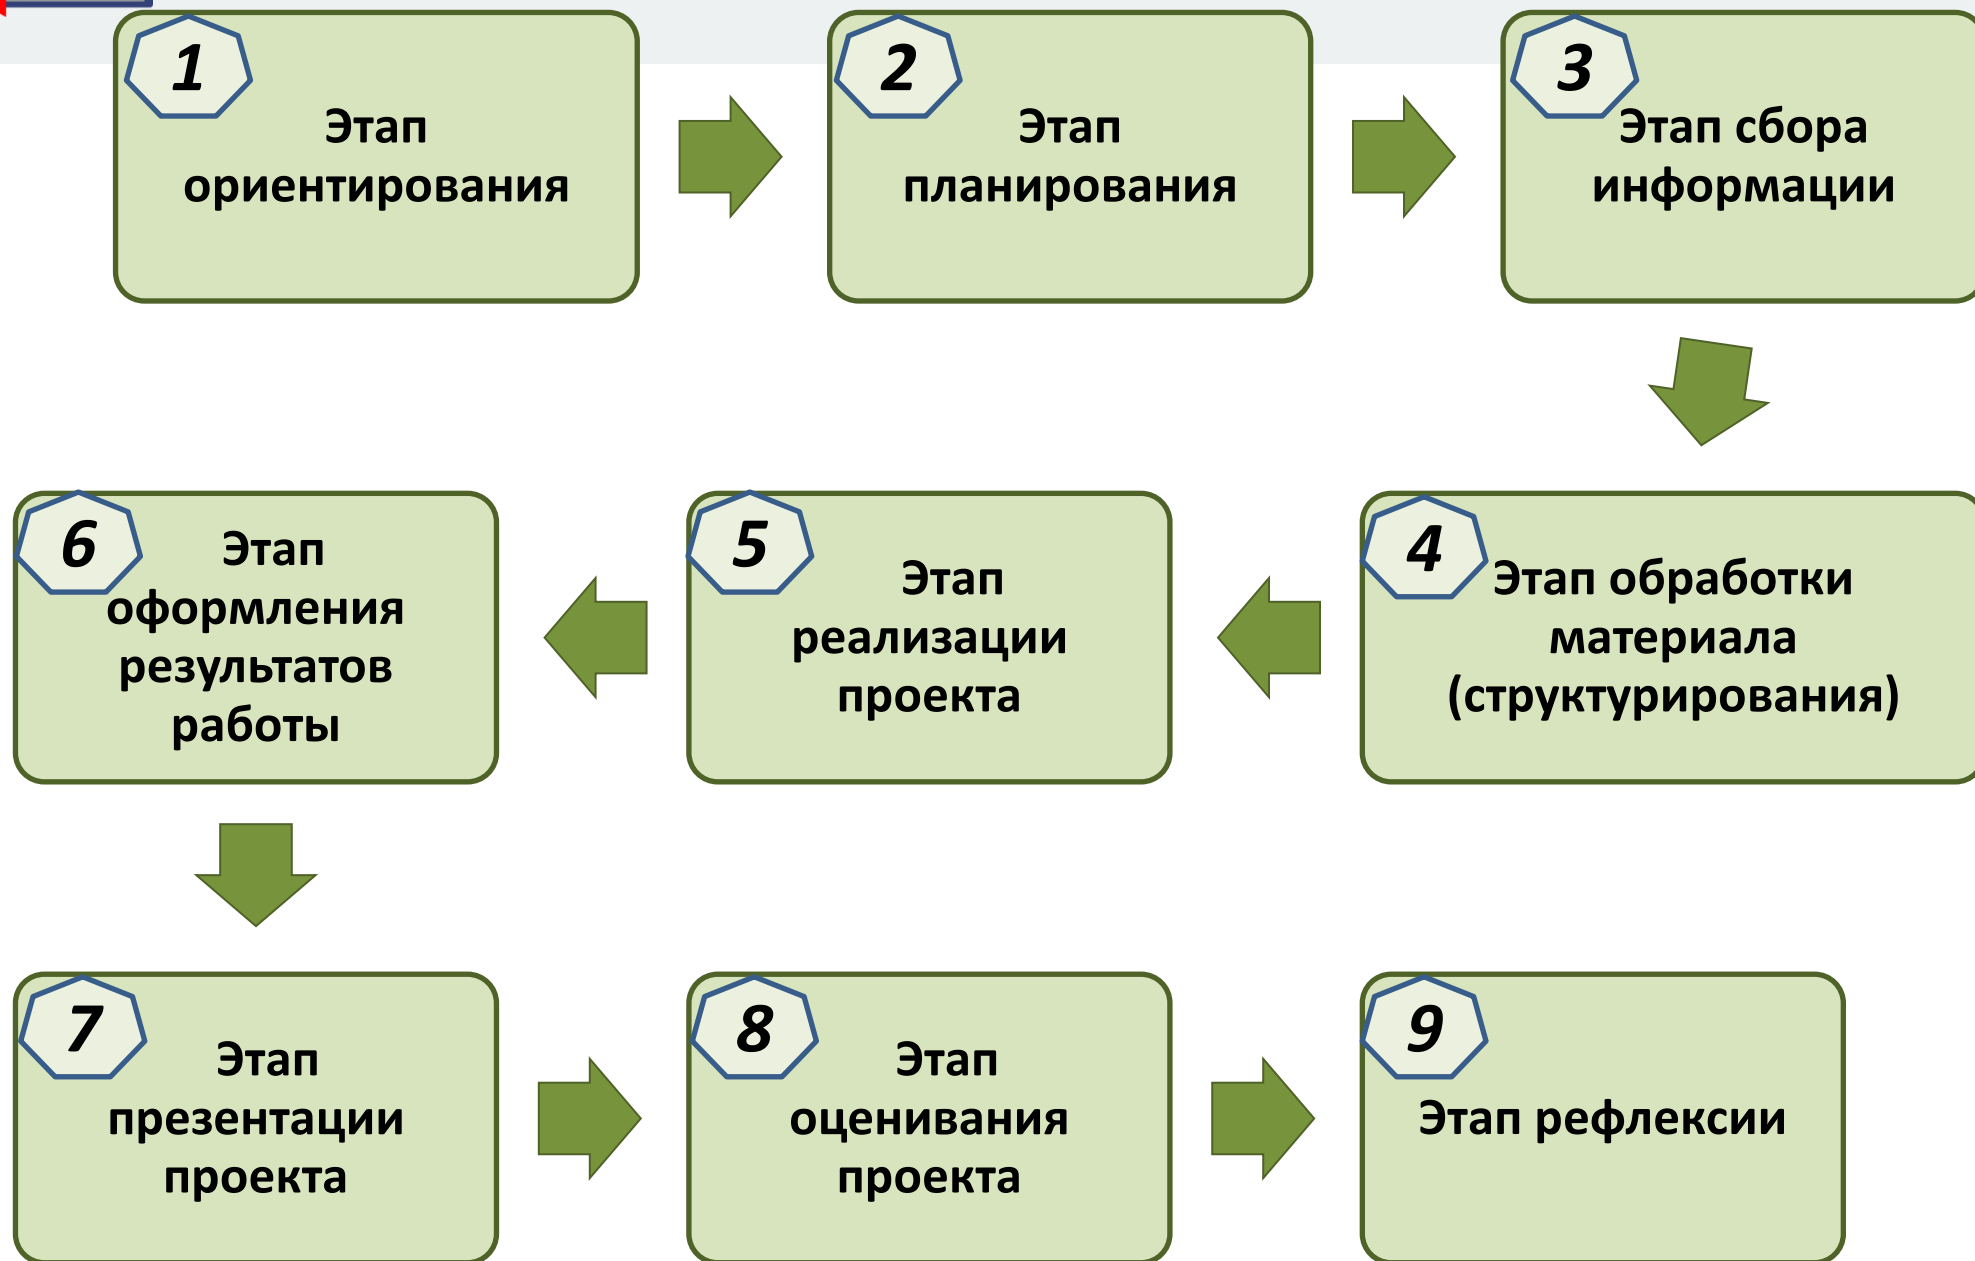 1
Этап
ориентирования
2
Этап
планирования
3
Этап сбора
информации
4
Этап обработки
материала
(структурирования)
5
Этап
реализации
проекта
6
Этап
оформления
результатов
работы
7
Этап
презентации
проекта
8
Этап
оценивания
проекта
9
Этап рефлексии